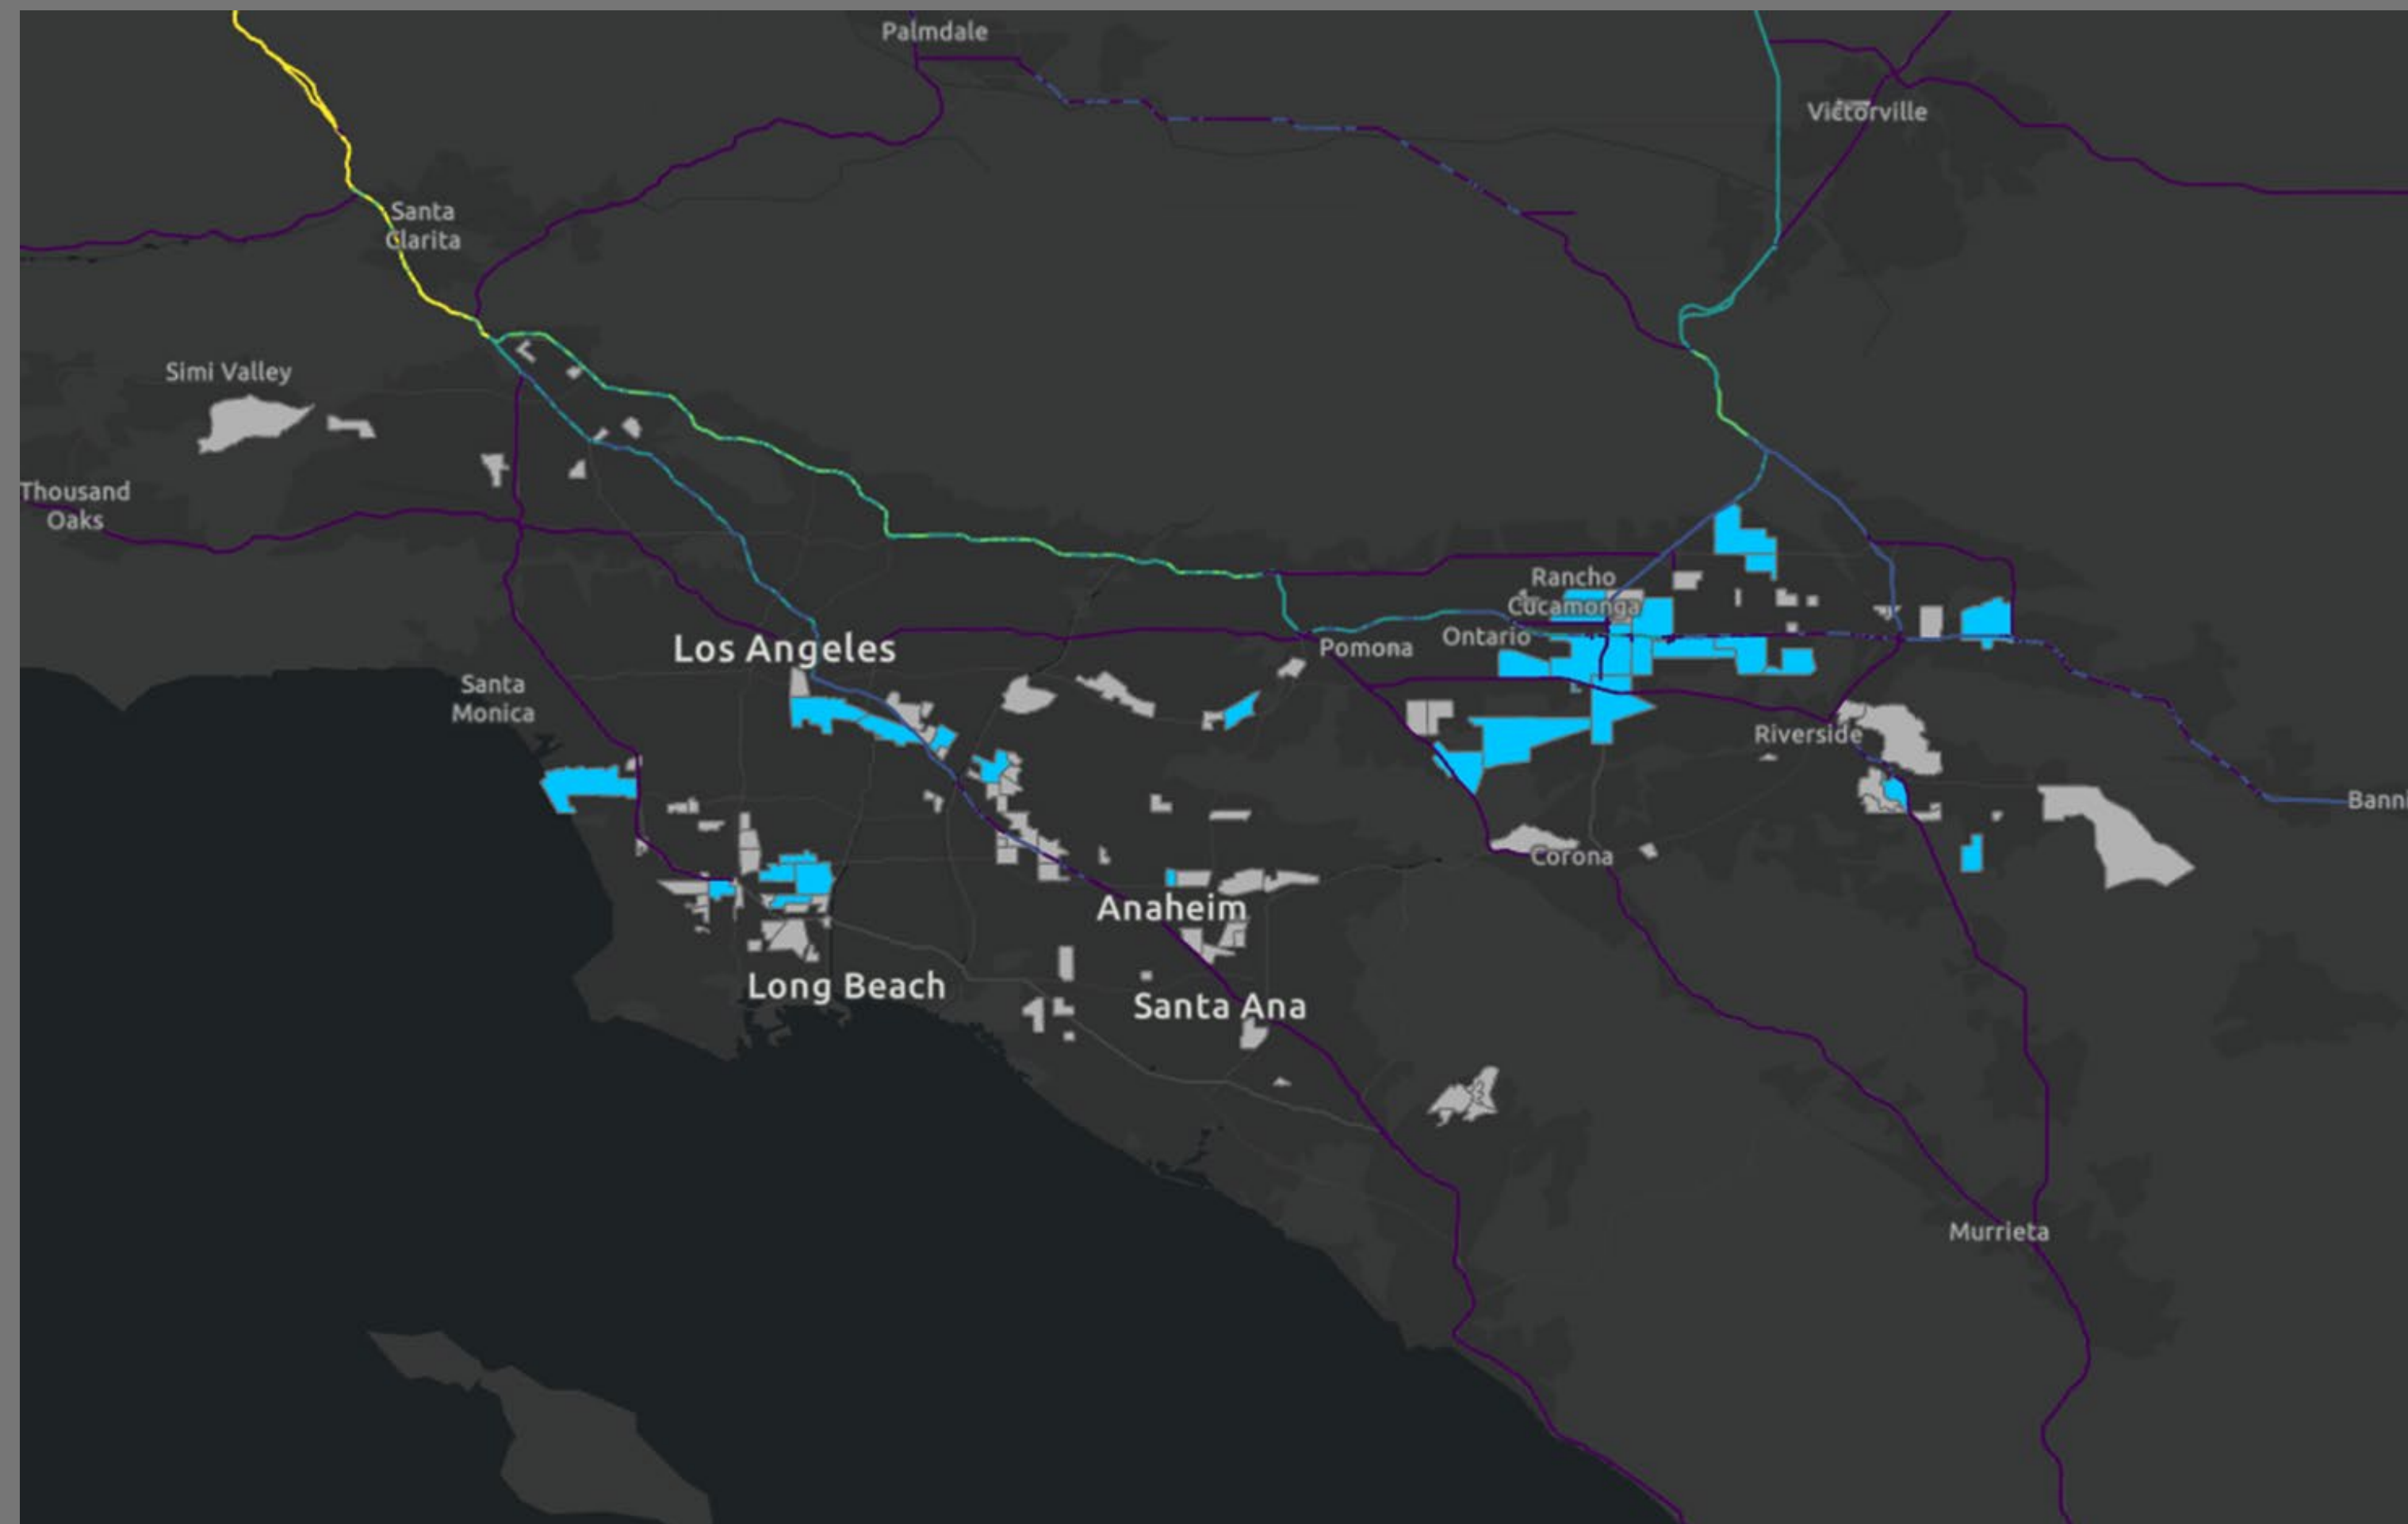 Palmdale
Victorville
Santa
Clarita
Simi Valley
Thousand
Oaks
Rancho
Cucamonga
Los Angeles
Pomona
Ontario
Santa
Monica
Riverside
Bann
Corona
Anaheim
Long Beach
Santa Ana
Murrieta